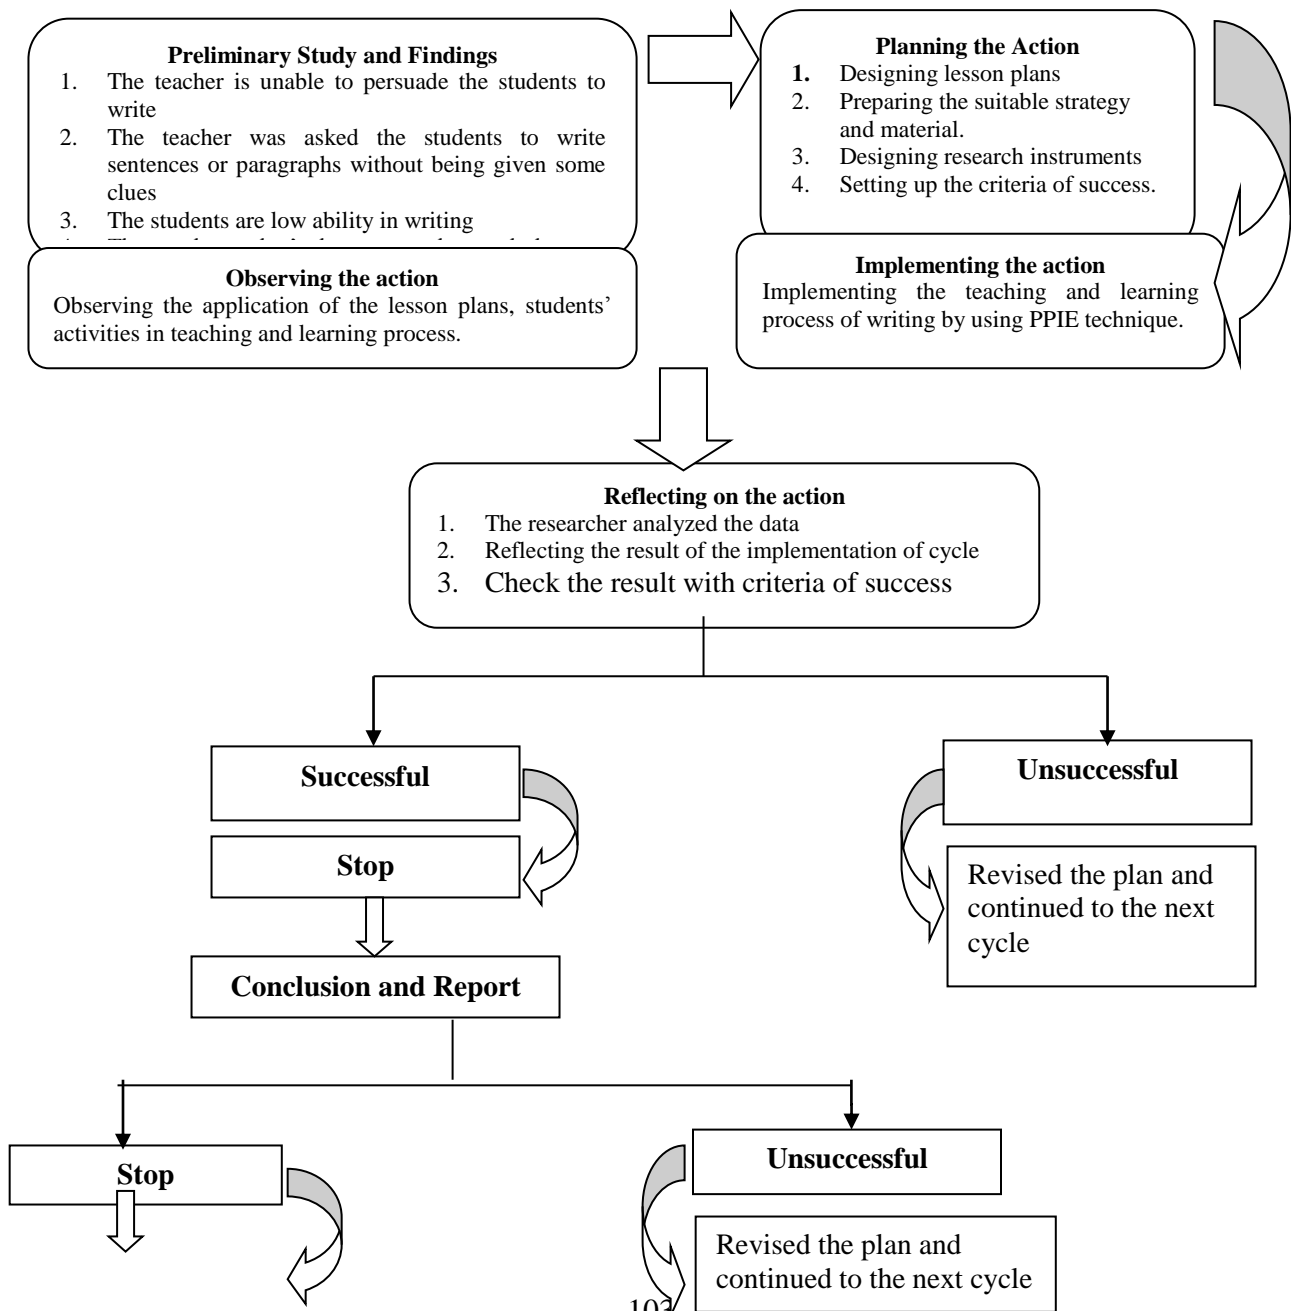 Preliminary Study and Findings
1. The teacher is unable to persuade the students to
write
2. The teacher was asked the students to write
sentences or paragraphs without being given some
clues
3. The students are low ability in writing
Planning the Action
1. Designing lesson plans
2. Preparing the suitable strategy
and material.
3. Designing research instruments
4. Setting up the criteria of success.
Observing the action
Observing the application of the lesson plans, students’
activities in teaching and learning process.
Implementing the action
Implementing the teaching and learning
process of writing by using PPIE technique.
Reflecting on the action
1. The researcher analyzed the data
2. Reflecting the result of the implementation of cycle
3. Check the result with criteria of success
Successful
Unsuccessful
Stop
Revised the plan and
continued to the next
cycle
Conclusion and Report
Stop
Unsuccessful
Revised the plan and
continued to the next cycle